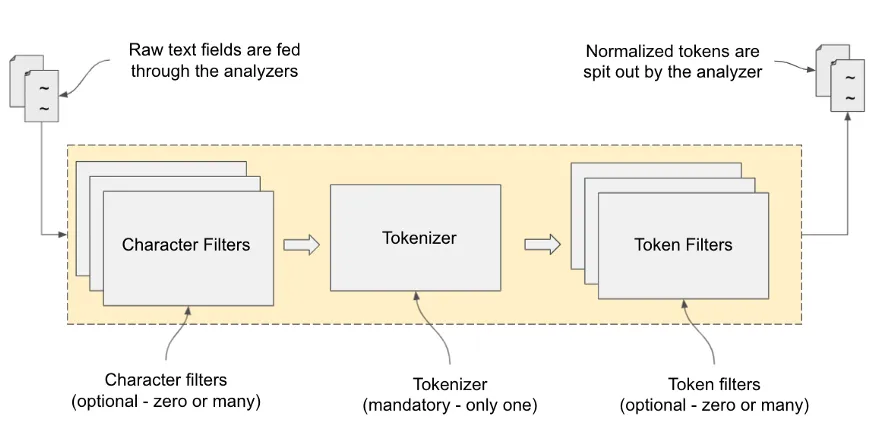 Raw text fields are fed
through the analyzers
Normalized tokens are
spit out by the analyzer
~
~
~
~
Character Filters
Tokenizer
Token Filters
Character filters
(optional - zero or many)
Tokenizer
(mandatory - only one)
Token filters
(optional - zero or many)